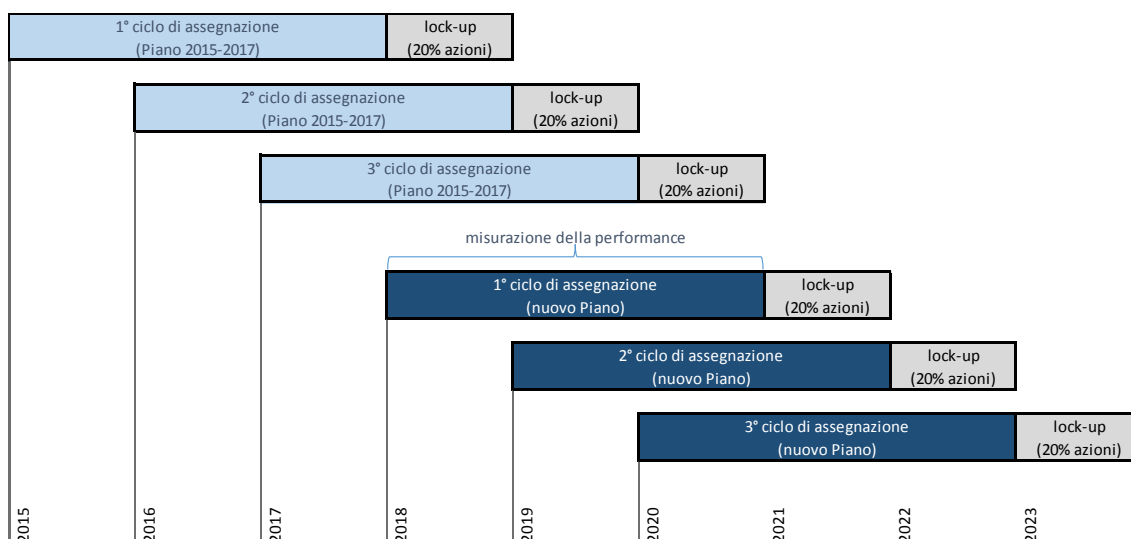 1° ciclo di assegnazione
(Piano 2015-2017)
lock-up
(20% azioni)
2° ciclo di assegnazione
(Piano 2015-2017)
lock-up
(20% azioni)
3° ciclo di assegnazione
(Piano 2015-2017)
lock-up
(20% azioni)
misurazione della performance
1° ciclo di assegnazione
(nuovo Piano)
lock-up
(20% azioni)
2° ciclo di assegnazione
(nuovo Piano)
lock-up
(20% azioni)
3° ciclo di assegnazione
(nuovo Piano)
lock-up
(20% azioni)
2015
2016
2017
2018
2019
2020
2021
2022
2023